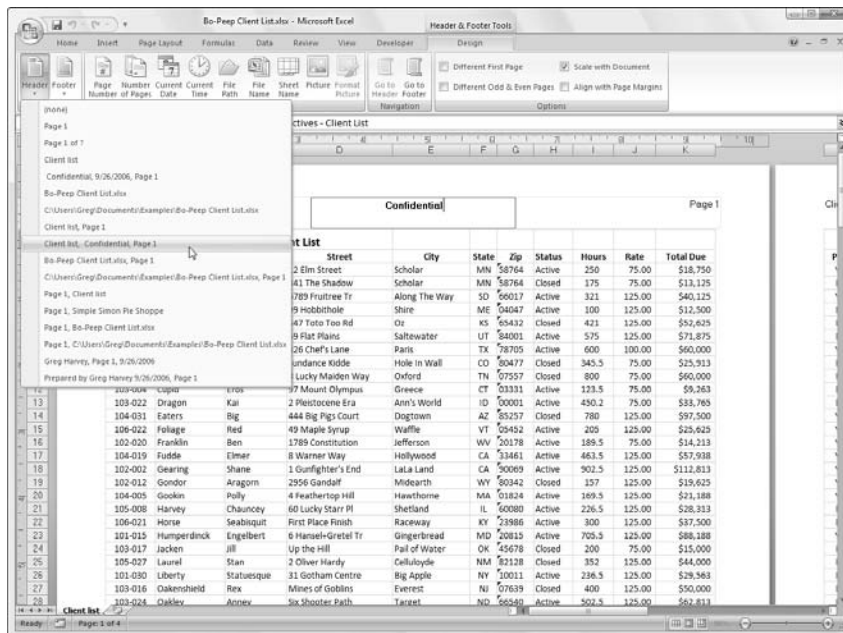 Bo-Peep Client List.xlsx - Microsoft Excel
Header & Footer Tools
Home Insert Page Layout Formulas Data Review View Developer Design
Header Footer Page Number Number of Pages Current Date Current Time File Path File Name Sheet Name Picture Format Picture Go to Header Go to Footer
Different First Page Scale with Document
Different Odd & Even Pages Align with Page Margins
Navigation Options
(none)
Page 1
Page 1 of ?
Client list
Confidential, 9/26/2006, Page 1
Bo-Peep Client List.xlsx
C:\Users\Greg\Documents\Examples\Bo-Peep Client List.xlsx
Client list, Page 1
Client list, Confidential, Page 1
Bo-Peep Client List.xlsx, Page 1
C:\Users\Greg\Documents\Examples\Bo-Peep Client List.xlsx, Page 1
Page 1, Client list
Page 1, Simple Simon Pie Shoppe
Page 1, Bo-Peep Client List.xlsx
Page 1, C:\Users\Greg\Documents\Examples\Bo-Peep Client List.xlsx
Greg Harvey, Page 1, 9/26/2006
Prepared by Greg Harvey 9/26/2006, Page 1
ctives - Client List
D E F G H I J K
Confidential Page 1
nt List
Street City State Zip Status Hours Rate Total Due
2 Elm Street Scholar MN 58764 Active 250 75.00 $18,750
41 The Shadow Scholar MN 58764 Closed 175 75.00 $13,125
6789 Fruitree Tr Along The Way SD 66017 Active 321 125.00 $40,125
9 Hobbithole Shire ME 04047 Active 100 125.00 $12,500
47 Toto Too Rd Oz KS 65432 Closed 421 125.00 $52,625
9 Flat Plains Saltewater UT 84001 Active 575 125.00 $71,875
26 Chef's Lane Paris TX 78705 Active 600 100.00 $60,000
undance Kidde Hole In Wall CO 80477 Closed 345.5 75.00 $25,913
Lucky Maiden Way Oxford TN 07557 Closed 800 75.00 $60,000
12 103-004 Cupid Eros 97 Mount Olympus Greece CT 03331 Active 123.5 75.00 $9,263
13 103-022 Dragon Kai 2 Pleistocene Era Ann's World ID 00001 Active 450.2 75.00 $33,765
14 104-031 Eaters Big 444 Big Pigs Court Dogtown AZ 85257 Closed 780 125.00 $97,500
15 106-022 Foliage Red 49 Maple Syrup Waffle VT 05452 Active 205 125.00 $25,625
16 102-020 Franklin Ben 1789 Constitution Jefferson WV 20178 Active 189.5 75.00 $14,213
17 104-019 Fudde Elmer 8 Warner Way Hollywood CA 33461 Active 463.5 125.00 $57,938
18 102-002 Gearing Shane 1 Gunfighter's End LaLa Land CA 90069 Active 902.5 125.00 $112,813
19 102-012 Gondor Aragorn 2956 Gandalf Midearth WY 80342 Closed 157 125.00 $19,625
20 104-005 Gookin Polly 4 Feathertop Hill Hawthorne MA 01824 Active 169.5 125.00 $21,188
21 105-008 Harvey Chauncey 60 Lucky Starr Pl Shetland IL 60080 Active 226.5 125.00 $28,313
22 106-021 Horse Seabisquit First Place Finish Raceway KY 23986 Active 300 125.00 $37,500
23 101-015 Humperdinck Engelbert 6 Hansel+Gretel Tr Gingerbread MD 20815 Active 705.5 125.00 $88,188
24 103-017 Jacken Jill Up the Hill Pail of Water OK 45678 Closed 200 75.00 $15,000
25 105-027 Laurel Stan 2 Oliver Hardy Celluloyde NM 82128 Closed 352 125.00 $44,000
26 101-030 Liberty Statuesque 31 Gotham Centre Big Apple NY 10011 Active 236.5 125.00 $29,563
27 103-016 Oakenshield Rex Mines of Goblins Everest NJ 07639 Closed 400 125.00 $50,000
28 103-024 Oakley Anney Six Shooter Path Target ND 66540 Active 502.5 125.00 $62,813
Client list
Ready Page: 1 of 4